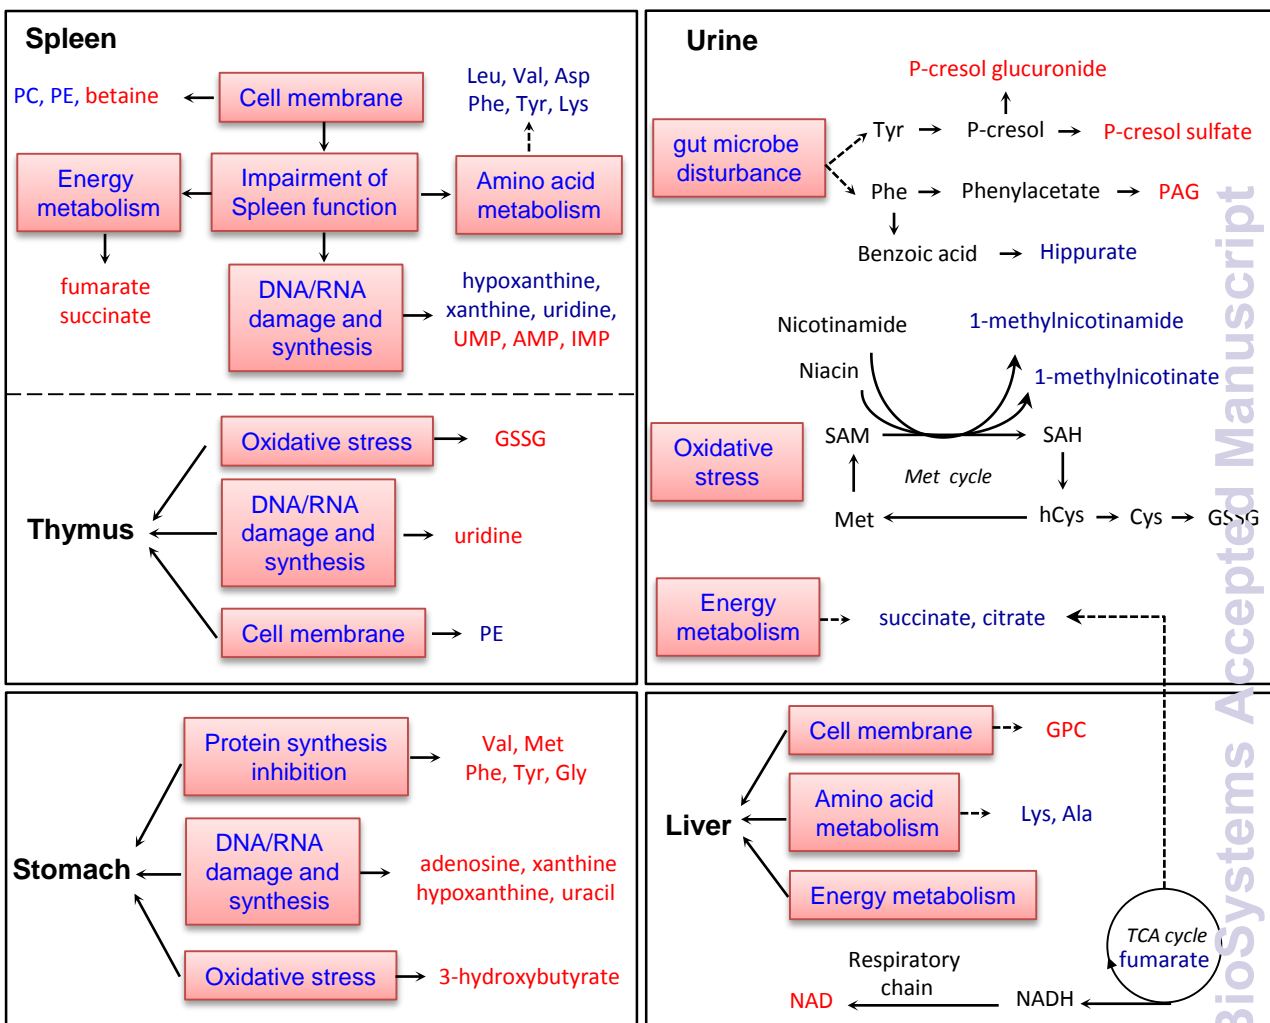 Spleen
PC, PE, betaine
Cell membrane
Leu, Val, Asp
Phe, Tyr, Lys
Energy
metabolism
Impairment of
Spleen function
Amino acid
metabolism
fumarate
succinate
DNA/RNA
damage and
synthesis
hypoxanthine,
xanthine, uridine,
UMP, AMP, IMP
Thymus
Oxidative stress
GSSG
DNA/RNA
damage and
synthesis
uridine
Cell membrane
PE
Stomach
Protein synthesis
inhibition
Val, Met
Phe, Tyr, Gly
DNA/RNA
damage and
synthesis
adenosine, xanthine
hypoxanthine, uracil
Oxidative stress
3-hydroxybutyrate
Urine
P-cresol glucuronide
gut microbe
disturbance
Tyr
P-cresol
P-cresol sulfate
Phe
Phenylacetate
PAG
Benzoic acid
Hippurate
Nicotinamide
1-methylnicotinamide
Niacin
1-methylnicotinate
Oxidative
stress
SAM
SAH
Met cycle
Met
hCys
Cys
GSSG
Energy
metabolism
succinate, citrate
Liver
Cell membrane
GPC
Amino acid
metabolism
Lys, Ala
Energy metabolism
TCA cycle
fumarate
NADH
Respiratory
chain
NAD
BioSystems Accepted Manuscript